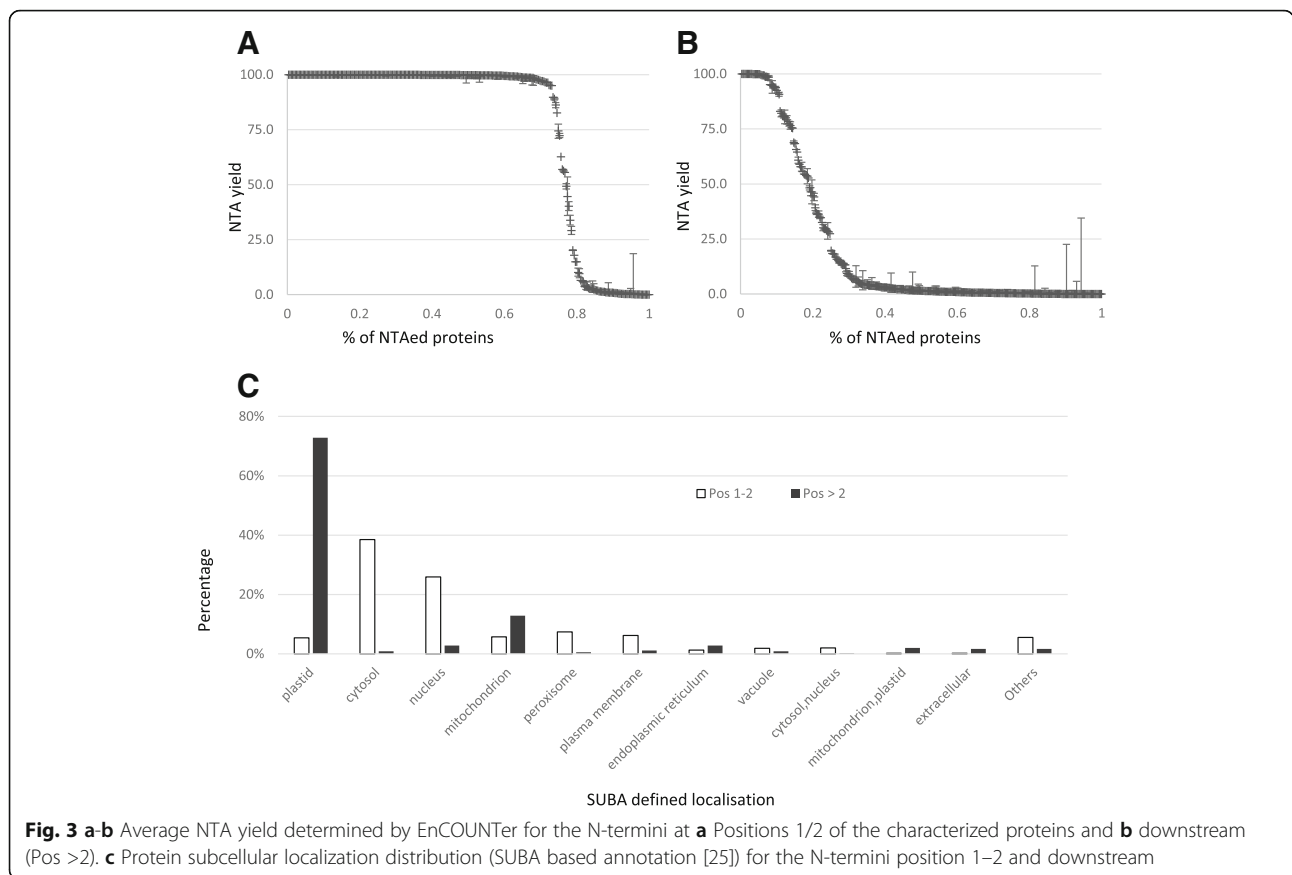 A
100.0
75.0
50.0
25.0
0.0
NTA yield
0
0.2
0.4
0.6
0.8
1
% of NTAed proteins
B
100.0
75.0
50.0
25.0
0.0
NTA yield
0
0.2
0.4
0.6
0.8
1
% of NTAed proteins
C
80%
60%
40%
20%
0%
Percentage
Pos 1-2
Pos > 2
plastid
cytosol
nucleus
mitochondrion
peroxisome
plasma membrane
endoplasmic reticulum
vacuole
cytosol,nucleus
mitochondrion,plastid
extracellular
Others
SUBA defined localisation
Fig. 3 a-b Average NTA yield determined by EnCOUNTer for the N-termini at a Positions 1/2 of the characterized proteins and b downstream
(Pos >2). c Protein subcellular localization distribution (SUBA based annotation [25]) for the N-termini position 1–2 and downstream